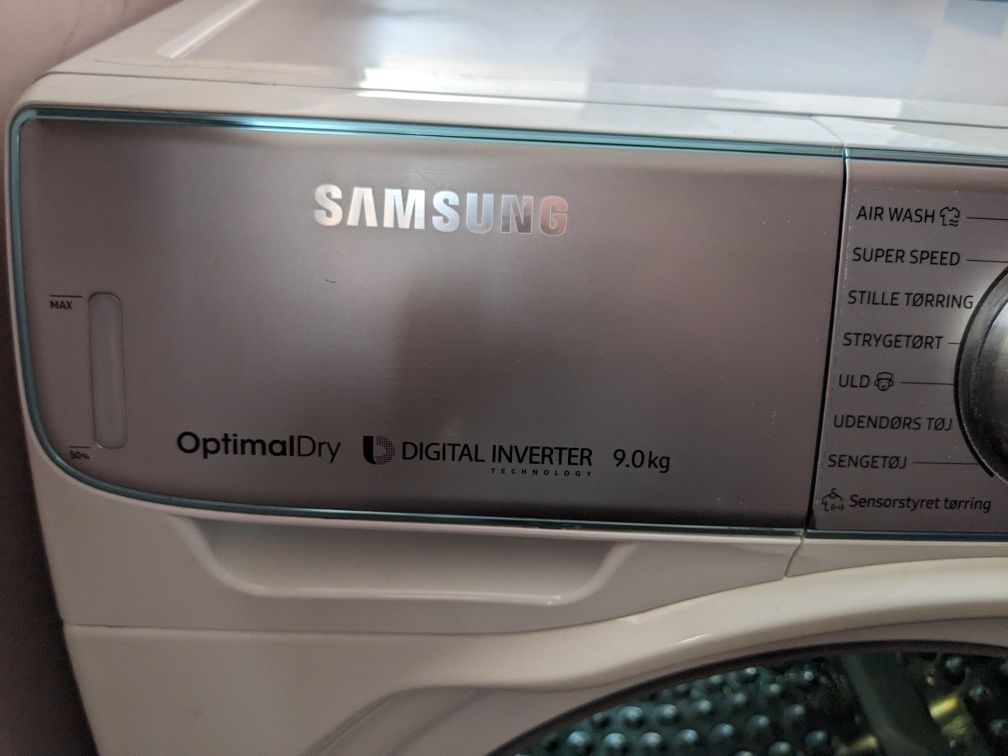 SAMSUNG
MAX
50%
OptimalDry
DIGITAL INVERTER
TECHNOLOGY
9.0kg
AIR WASH
SUPER SPEED
STILLE TØRRING
STRYGETØRT
ULD
UDENDØRS TØJ
SENGETØJ
Sensorstyret tørring